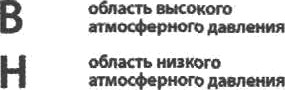 В область высокого
атмосферного давления
Н область низкого
атмосферного давления